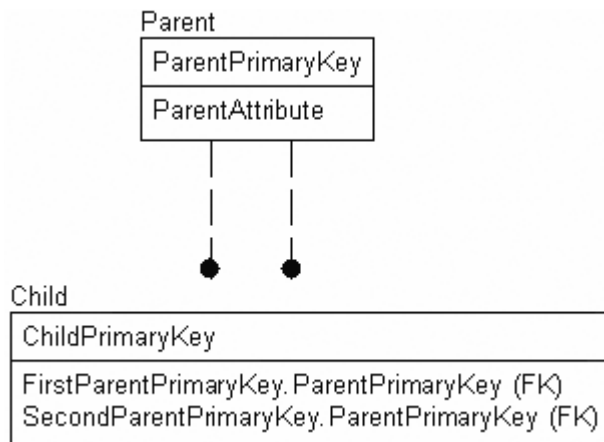 Parent
ParentPrimaryKey
ParentAttribute
Child
ChildPrimaryKey
FirstParentPrimaryKey.ParentPrimaryKey (FK)
SecondParentPrimaryKey.ParentPrimaryKey (FK)